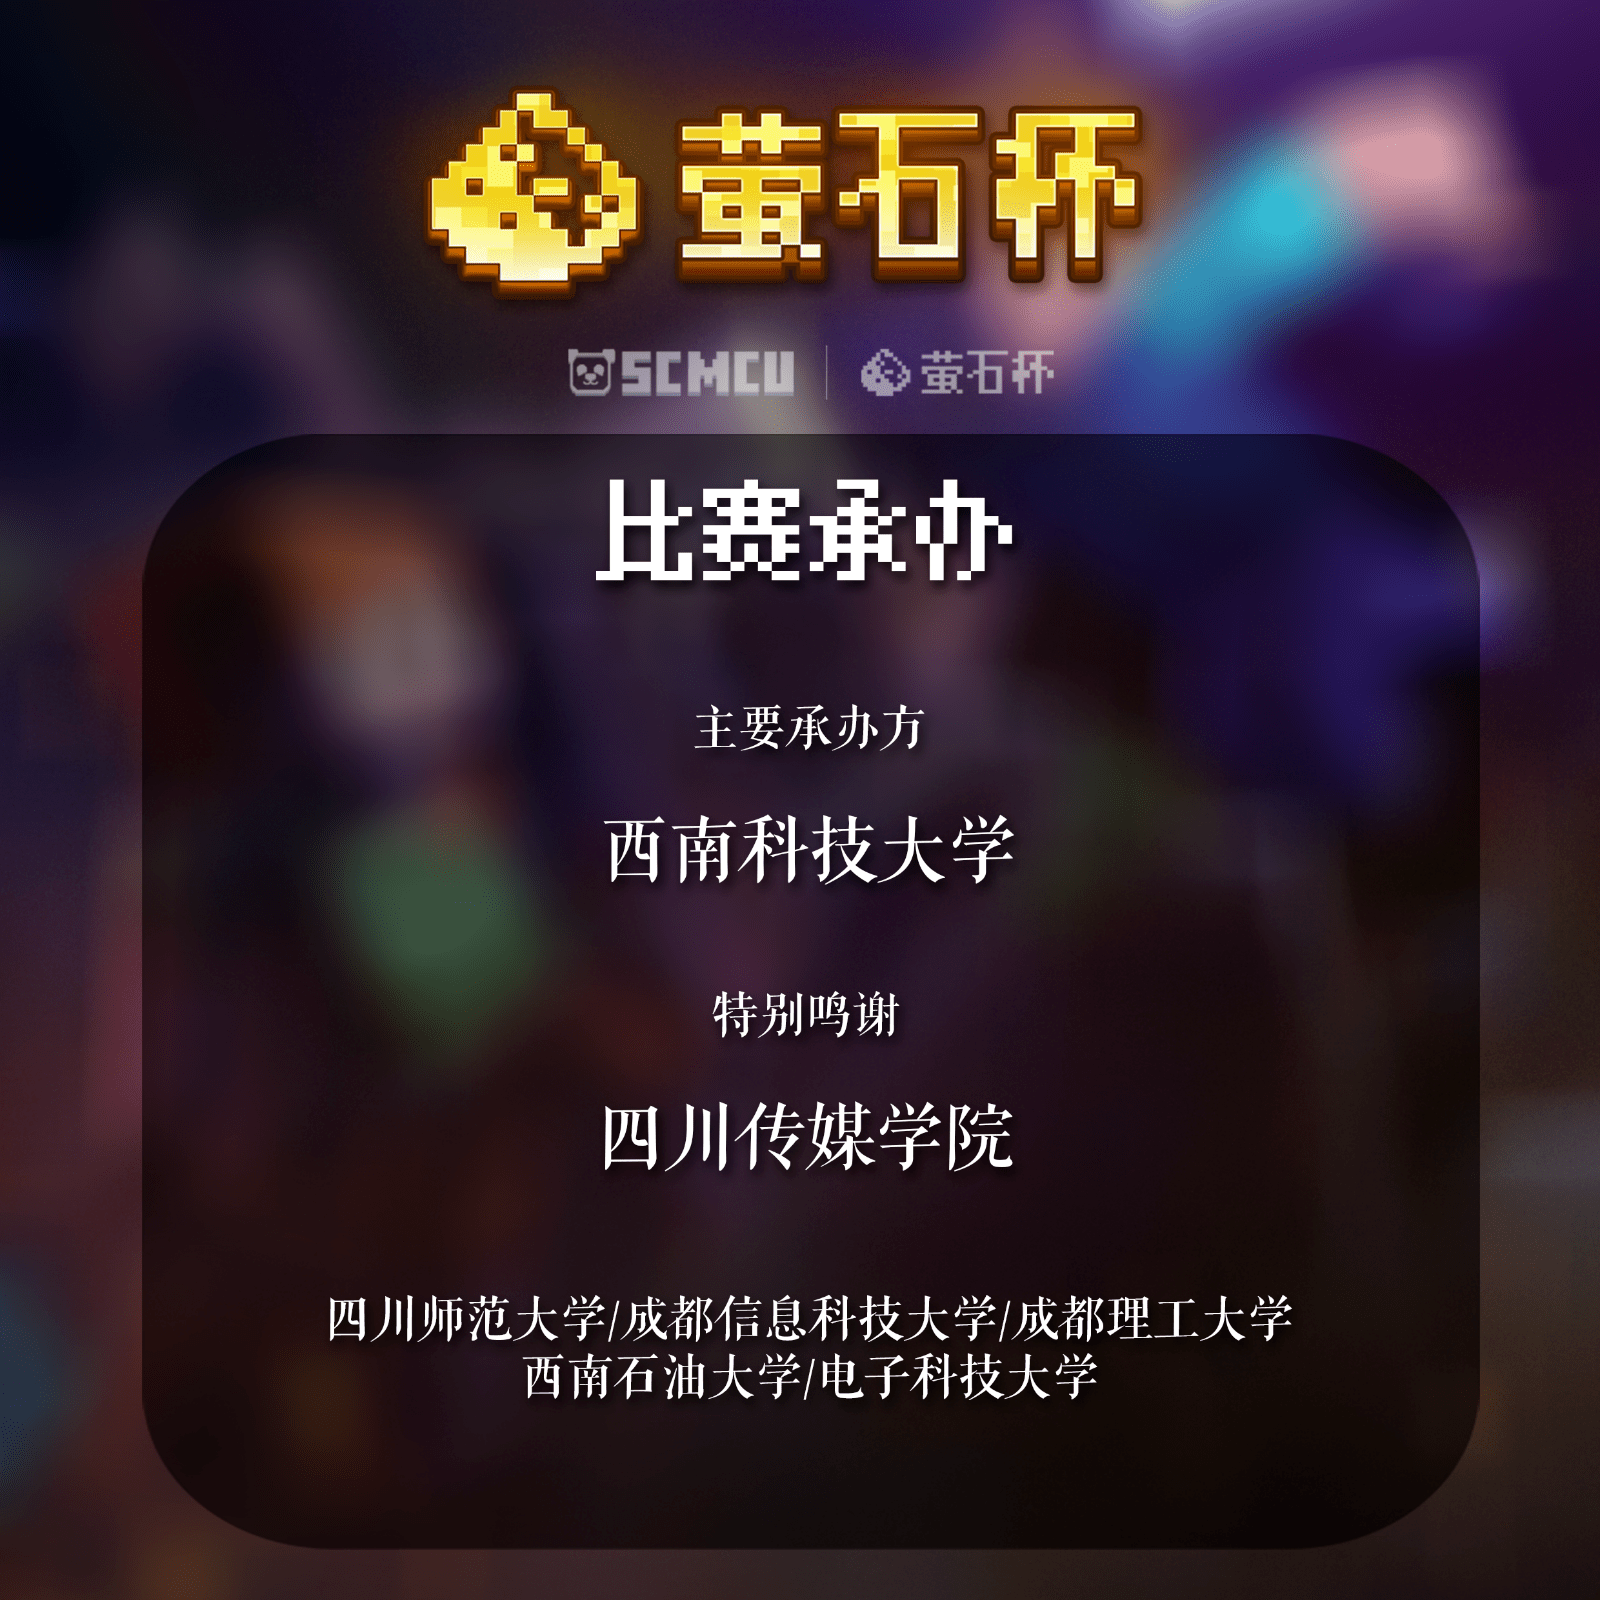 萤石杯
SCMCU 萤石杯
比赛承办
主要承办方
西南科技大学
特别鸣谢
四川传媒学院
四川师范大学/成都信息科技大学/成都理工大学
西南石油大学/电子科技大学